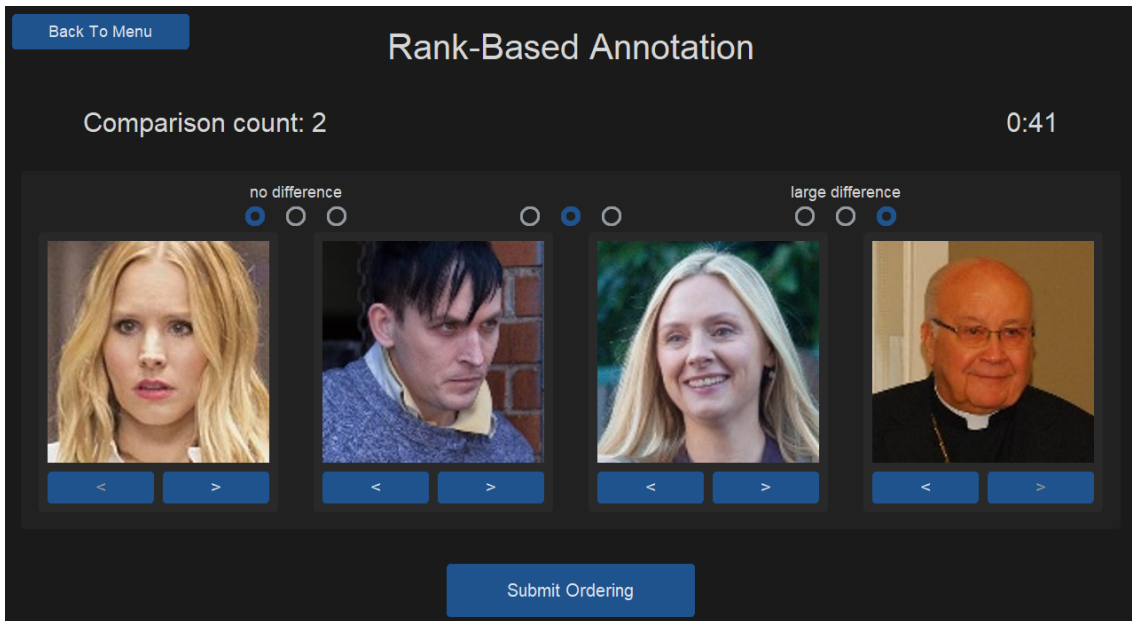 Back To Menu
Rank-Based Annotation
Comparison count: 2
0:41
no difference
large difference
< > < > < > < >
Submit Ordering